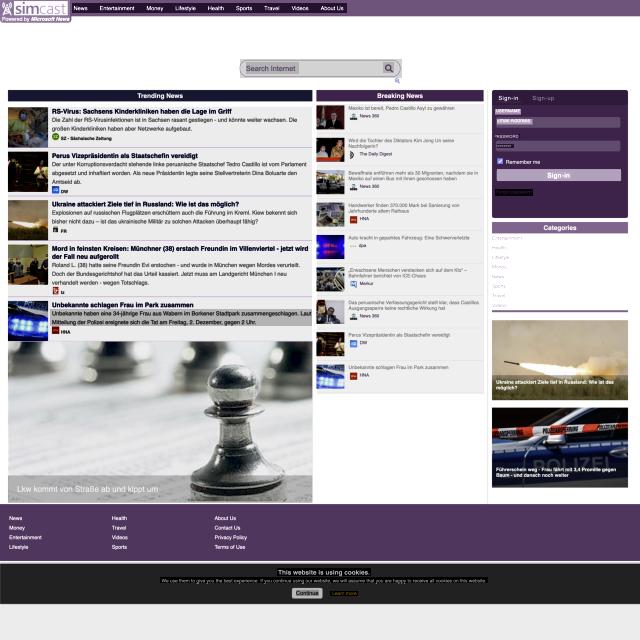 simcast
Powered by Microsoft News
News Entertainment Money Lifestyle Health Sports Travel Videos About Us
Search Internet
Trending News
RS-Virus: Sachsens Kinderkliniken haben die Lage im Griff
Die Zahl der RS-Virusinfektionen ist in Sachsen rasant gestiegen - und könnte weiter wachsen. Die
großen Kinderkliniken haben aber Netzwerke aufgebaut.
SZ - Sächsische Zeitung
Perus Vizepräsidentin als Staatschefin vereidigt
Der unter Korruptionsverdacht stehende linke peruanische Staatschef Pedro Castillo ist vom Parlament
abgesetzt und inhaftiert worden. Als neue Präsidentin legte seine Stellvertreterin Dina Boluarte den
Amtseid ab.
DW
Ukraine attackiert Ziele tief in Russland: Wie ist das möglich?
Explosionen auf russischen Flugplätzen erschüttern auch die Führung im Kreml. Kiew bekennt sich
bisher nicht dazu – ist das ukrainische Militär zu solchen Attacken überhaupt fähig?
FR
Mord in feinsten Kreisen: Münchner (38) erstach Freundin im Villenviertel - jetzt wird
der Fall neu aufgerollt
Roland L. (38) hatte seine Freundin Evi erstochen - und wurde in München wegen Mordes verurteilt.
Doch der Bundesgerichtshof hat das Urteil kassiert. Jetzt muss am Landgericht München I neu
verhandelt werden - wegen Totschlags.
tz
Unbekannte schlagen Frau im Park zusammen
Unbekannte haben eine 34-jährige Frau aus Wabern im Borkener Stadtpark zusammengeschlagen. Laut
Mitteilung der Polizei ereignete sich die Tat am Freitag, 2. Dezember, gegen 2 Uhr.
HNA
Lkw kommt von Straße ab und kippt um
Breaking News
Mexiko ist bereit, Pedro Castillo Asyl zu gewähren
News 360
Wird die Tochter des Diktators Kim Jong Un seine
Nachfolgerin?
The Daily Digest
Bewaffnete entführen mehr als 30 Migranten, nachdem sie in
Mexiko auf einen Bus mit ihnen geschossen haben
News 360
Handwerker finden 370.000 Mark bei Sanierung von
Jahrhunderte altem Rathaus
HNA
Auto kracht in geparktes Fahrzeug: Eine Schwerverletzte
dpa
„Erwachsene Menschen verstecken sich auf dem Klo“ –
Bahnfahrer berichtet von ICE-Chaos
Merkur
Das peruanische Verfassungsgericht stellt klar, dass Castillos
Ausgangssperre keine rechtliche Wirkung hat
News 360
Perus Vizepräsidentin als Staatschefin vereidigt
DW
Unbekannte schlagen Frau im Park zusammen
HNA
Sign-in Sign-up
USERNAME
Email Address
PASSWORD
Remember me
Sign-in
Categories
Entertainment
Health
Lifestyle
Money
News
Sports
Travel
Videos
Ukraine attackiert Ziele tief in Russland: Wie ist das
möglich?
POLIZEI
Führerschein weg - Frau fährt mit 3,4 Promille gegen
Baum - und danach noch weiter
News Health About Us
Money Travel Contact Us
Entertainment Videos Privacy Policy
Lifestyle Sports Terms of Use
This website is using cookies.
We use them to give you the best experience. If you continue using our website, we will assume that you are happy to receive all cookies on this website.
Continue Learn more